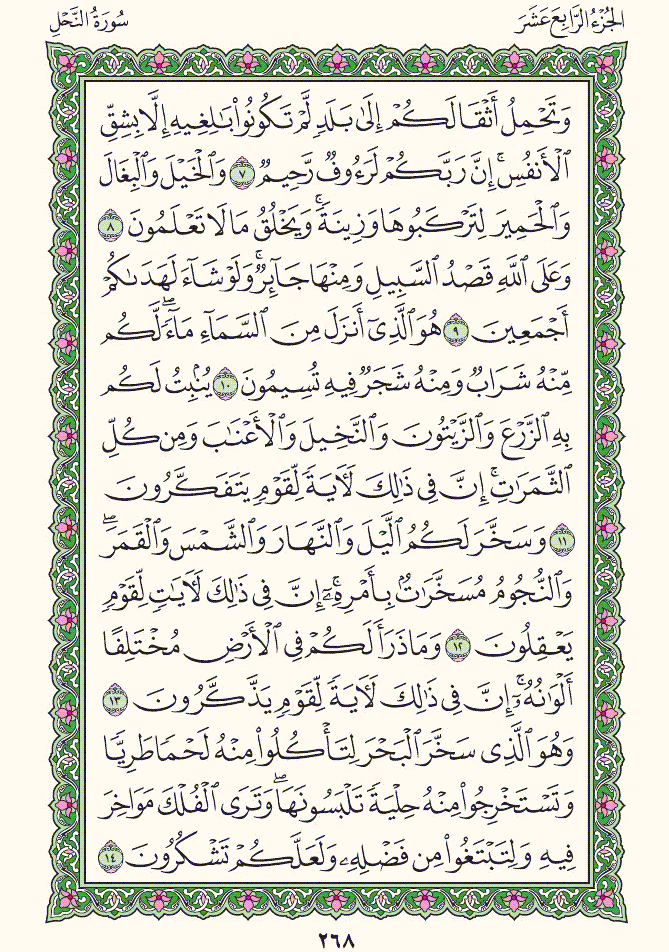 الجُزْءُ الرَّابِعَ عَشَرَ
سُورَةُ النَّحْلِ
وَتَحْمِلُ أَثْقَالَكُمْ إِلَىٰ بَلَدٍ لَّمْ تَكُونُوا۟ بَـٰلِغِيهِ إِلَّا بِشِقِّ
ٱلْأَنفُسِ ۚ إِنَّ رَبَّكُمْ لَرَءُوفٌ رَّحِيمٌ ٧ وَٱلْخَيْلَ وَٱلْبِغَالَ
وَٱلْحَمِيرَ لِتَرْكَبُوهَا وَزِينَةً ۚ وَيَخْلُقُ مَا لَا تَعْلَمُونَ ٨
وَعَلَى ٱللَّهِ قَصْدُ ٱلسَّبِيلِ وَمِنْهَا جَآئِرٌ ۚ وَلَوْ شَآءَ لَهَدَىٰكُمْ
أَجْمَعِينَ ٩ هُوَ ٱلَّذِىٓ أَنزَلَ مِنَ ٱلسَّمَآءِ مَآءً ۖ لَّكُم
مِّنْهُ شَرَابٌ وَمِنْهُ شَجَرٌ فِيهِ تُسِيمُونَ ١٠ يُنۢبِتُ لَكُم
بِهِ ٱلزَّرْعَ وَٱلزَّيْتُونَ وَٱلنَّخِيلَ وَٱلْأَعْنَـٰبَ وَمِن كُلِّ
ٱلثَّمَرَٰتِ ۗ إِنَّ فِى ذَٰلِكَ لَـَٔايَةً لِّقَوْمٍ يَتَفَكَّرُونَ
١١ وَسَخَّرَ لَكُمُ ٱلَّيْلَ وَٱلنَّهَارَ وَٱلشَّمْسَ وَٱلْقَمَرَ ۖ
وَٱلنُّجُومُ مُسَخَّرَٰتٌۢ بِأَمْرِهِۦٓ ۗ إِنَّ فِى ذَٰلِكَ لَـَٔايَـٰتٍ لِّقَوْمٍ
يَعْقِلُونَ ١٢ وَمَا ذَرَأَ لَكُمْ فِى ٱلْأَرْضِ مُخْتَلِفًا
أَلْوَٰنُهُۥٓ ۗ إِنَّ فِى ذَٰلِكَ لَـَٔايَةً لِّقَوْمٍ يَذَّكَّرُونَ ١٣
وَهُوَ ٱلَّذِى سَخَّرَ ٱلْبَحْرَ لِتَأْكُلُوا۟ مِنْهُ لَحْمًا طَرِيًّا
وَتَسْتَخْرِجُوا۟ مِنْهُ حِلْيَةً تَلْبَسُونَهَا ۖ وَتَرَى ٱلْفُلْكَ مَوَاخِرَ
فِيهِ وَلِتَبْتَغُوا۟ مِن فَضْلِهِۦ وَلَعَلَّكُمْ تَشْكُرُونَ ١٤
٢٦٨